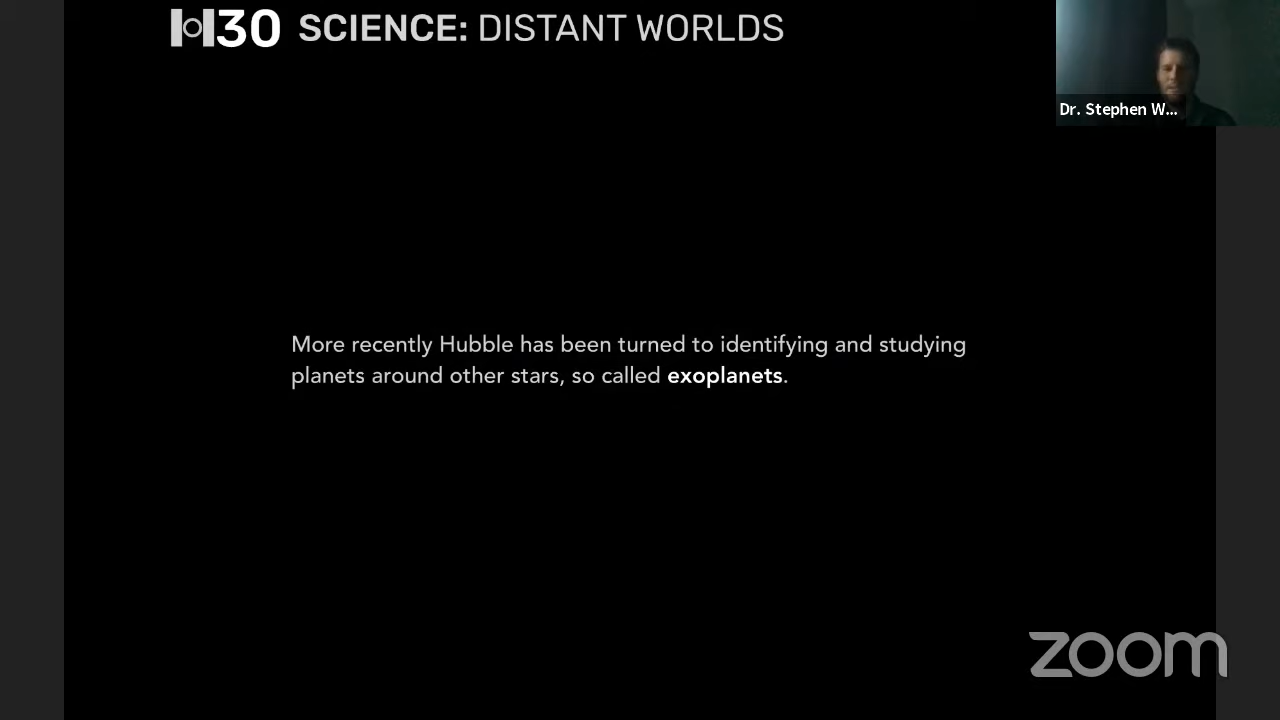 H30 SCIENCE: DISTANT WORLDS
Dr. Stephen W...
More recently Hubble has been turned to identifying and studying
planets around other stars, so called exoplanets.
zoom